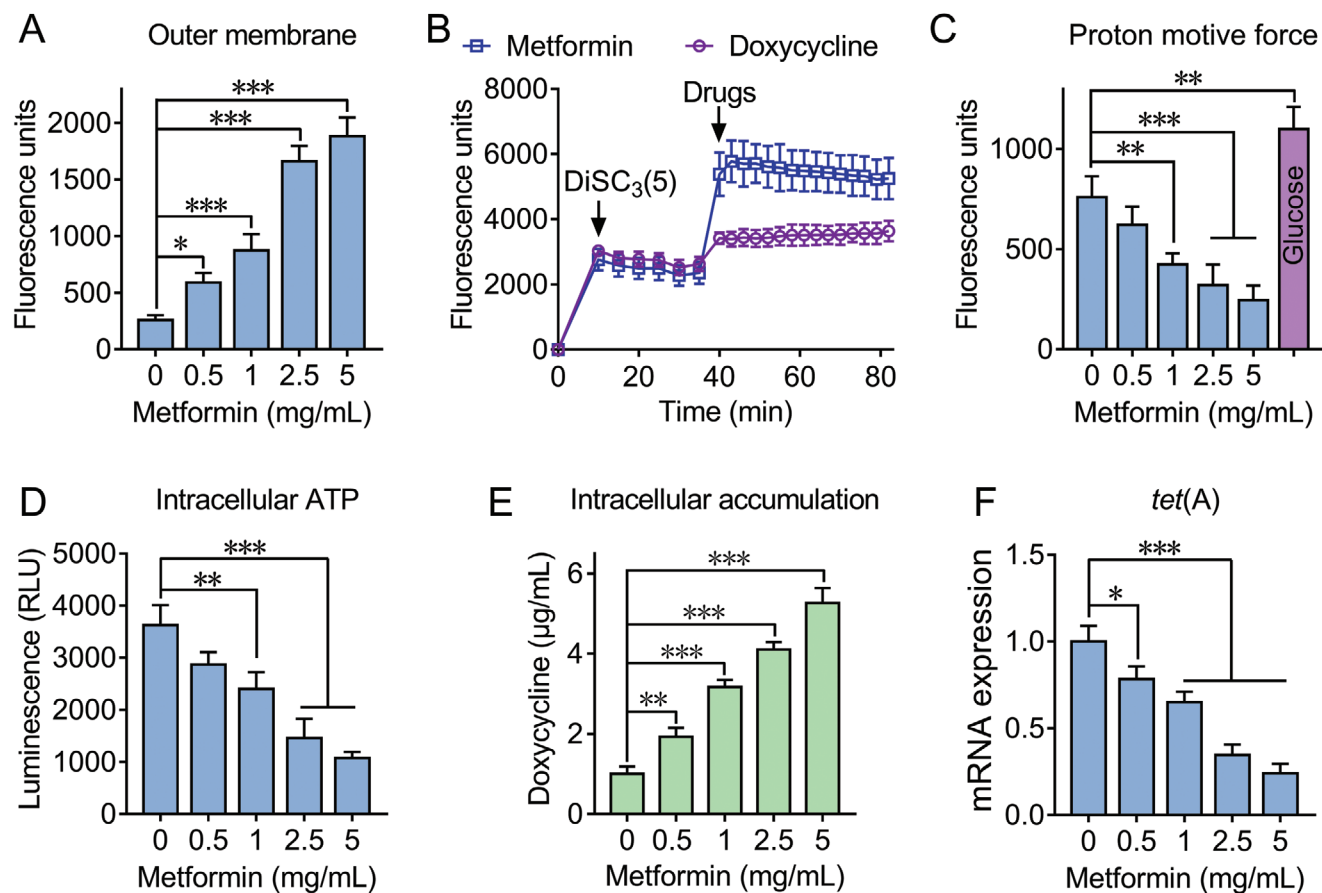 A
Outer membrane
Fluorescence units
2000
1500
1000
500
0
***
***
***
*
0 0.5 1 2.5 5
Metformin (mg/mL)
B
Metformin Doxycycline
Fluorescence units
8000
6000
4000
2000
0
DiSC3(5)
Drugs
0 20 40 60 80
Time (min)
C
Proton motive force
Fluorescence units
1000
500
0
**
***
**
Glucose
0 0.5 1 2.5 5
Metformin (mg/mL)
D
Intracellular ATP
Luminescence (RLU)
5000
4000
3000
2000
1000
0
***
**
0 0.5 1 2.5 5
Metformin (mg/mL)
E
Intracellular accumulation
Doxycycline (µg/mL)
6
4
2
0
***
***
***
**
0 0.5 1 2.5 5
Metformin (mg/mL)
F
tet(A)
mRNA expression
1.5
1.0
0.5
0.0
***
*
0 0.5 1 2.5 5
Metformin (mg/mL)